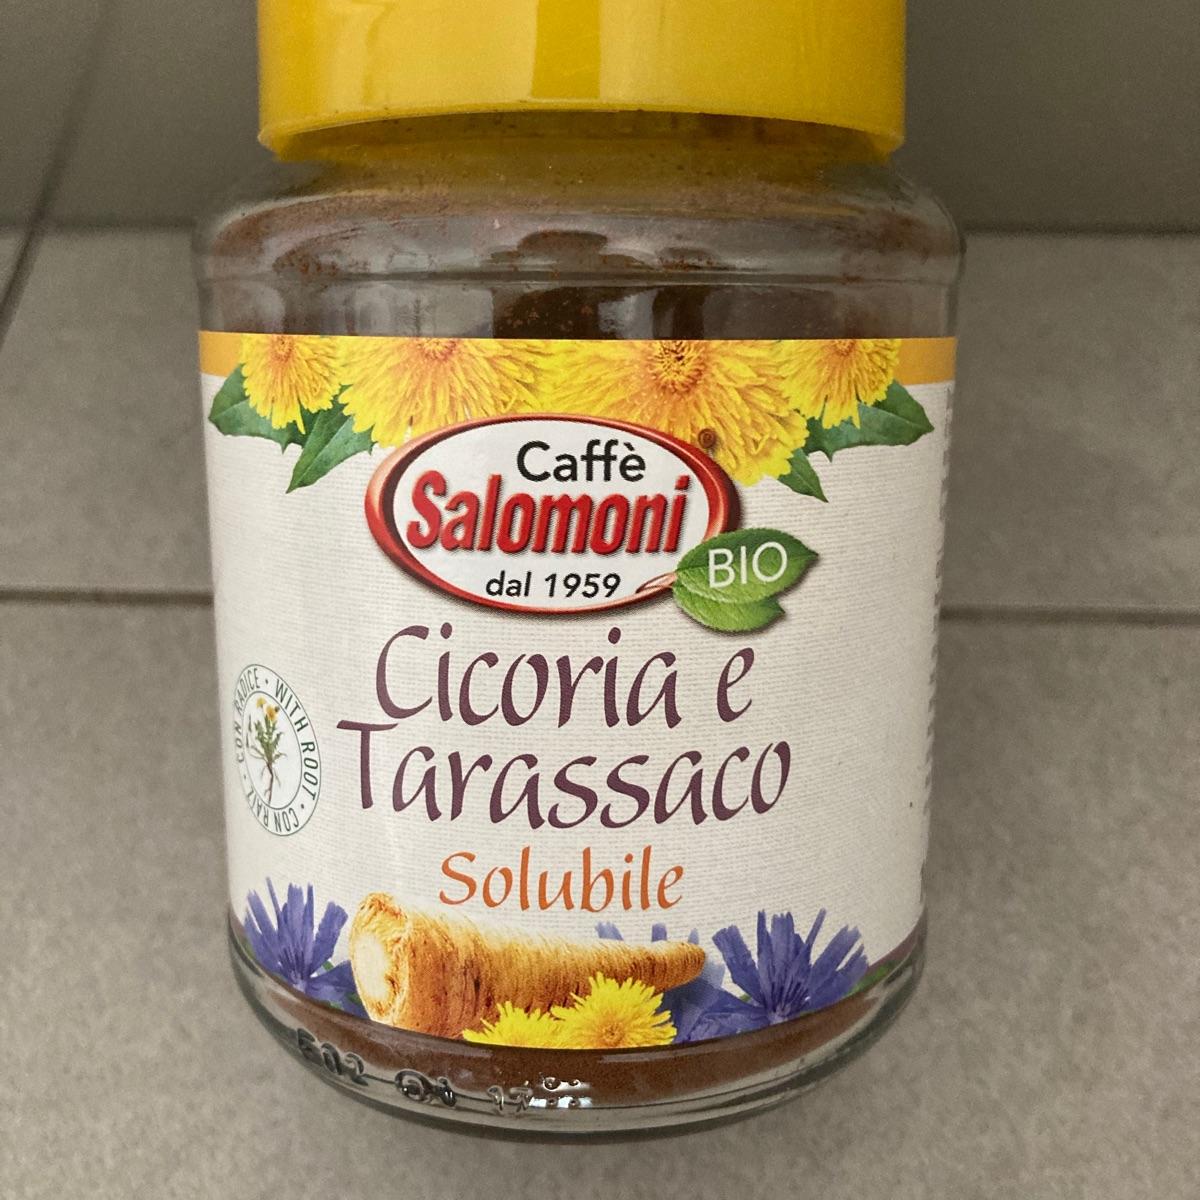 Caffè
Salomoni
dal 1959
BIO
Cicoria e
Tarassaco
Solubile
CON RADICE • WITH ROOT • CON RAIZ •